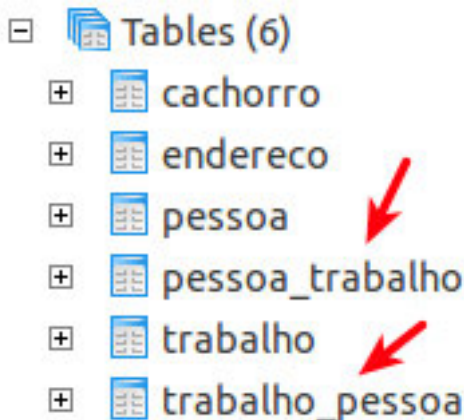 Tables (6)
cachorro
endereco
pessoa
pessoa_trabalho
trabalho
trabalho_pessoa